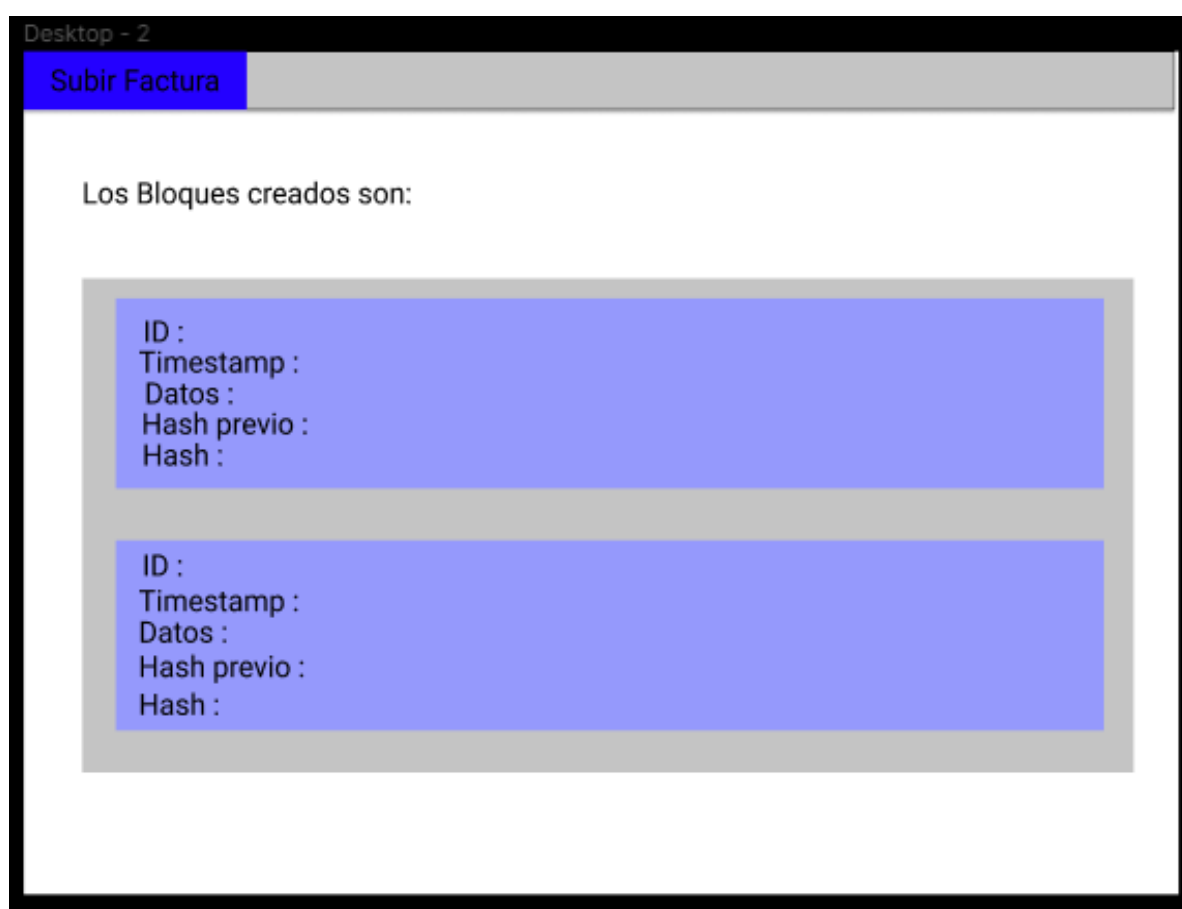 Desktop - 2
Subir Factura
Los Bloques creados son:
ID :
Timestamp :
Datos :
Hash previo :
Hash :
ID :
Timestamp :
Datos :
Hash previo :
Hash :